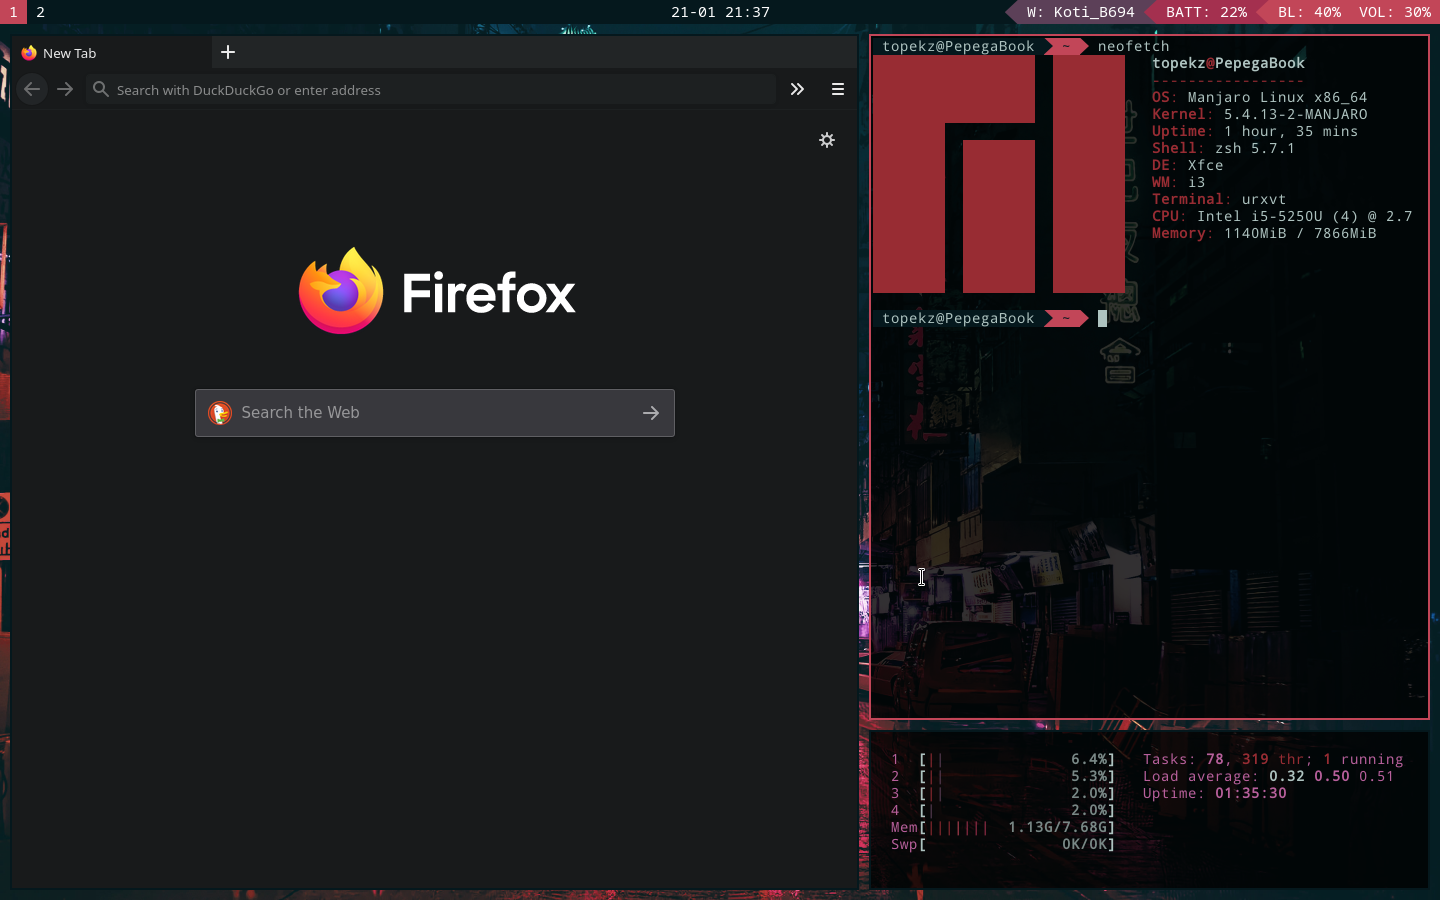 1 2
21-01 21:37
W: Koti_B694 BATT: 22% BL: 40% VOL: 30%
New Tab
Search with DuckDuckGo or enter address
Firefox
Search the Web
topekz@PepegaBook ~ neofetch
topekz@PepegaBook
-----------------
OS: Manjaro Linux x86_64
Kernel: 5.4.13-2-MANJARO
Uptime: 1 hour, 35 mins
Shell: zsh 5.7.1
DE: Xfce
WM: i3
Terminal: urxvt
CPU: Intel i5-5250U (4) @ 2.7
Memory: 1140MiB / 7866MiB
topekz@PepegaBook ~
1 [|| 6.4%]
2 [|| 5.3%]
3 [|| 2.0%]
4 [| 2.0%]
Mem[||||||| 1.13G/7.68G]
Swp[ 0K/0K]
Tasks: 78, 319 thr; 1 running
Load average: 0.32 0.50 0.51
Uptime: 01:35:30